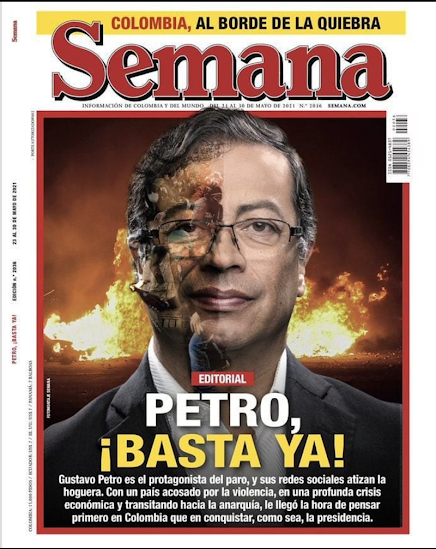 COLOMBIA, AL BORDE DE LA QUIEBRA
Semana
INFORMACIÓN DE COLOMBIA Y DEL MUNDO DEL 23 AL 30 DE MAYO DE 2021 N.º 2036 SEMANA.COM
EDITORIAL
PETRO,
¡BASTA YA!
Gustavo Petro es el protagonista del paro, y sus redes sociales atizan la
hoguera. Con un país acosado por la violencia, en una profunda crisis
económica y transitando hacia la anarquía, le llegó la hora de pensar
primero en Colombia que en conquistar, como sea, la presidencia.
FOTOMONTAJE SEMANA
Semana
23 AL 30 DE MAYO DE 2021
EDICIÓN N.º 2036
PETRO, ¡BASTA YA!